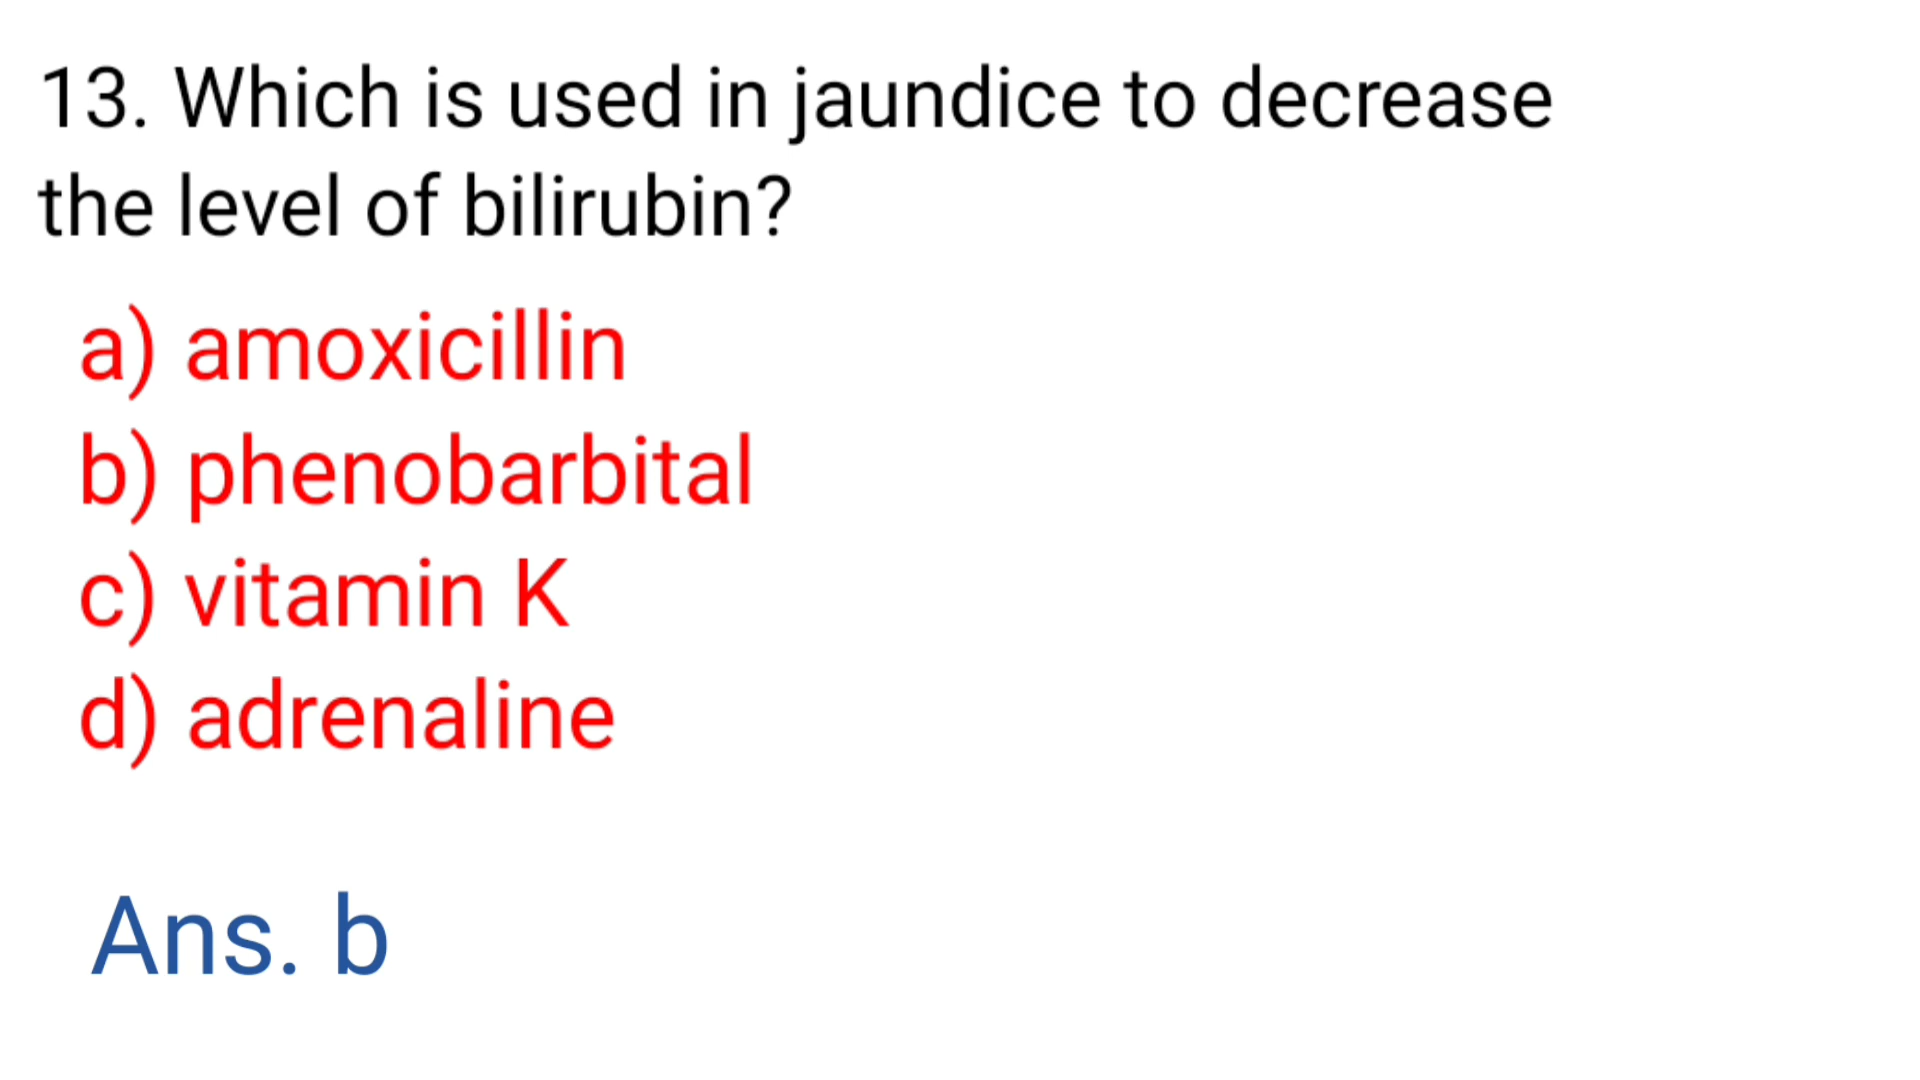 13. Which is used in jaundice to decrease
the level of bilirubin?
a) amoxicillin
b) phenobarbital
c) vitamin K
d) adrenaline
Ans. b